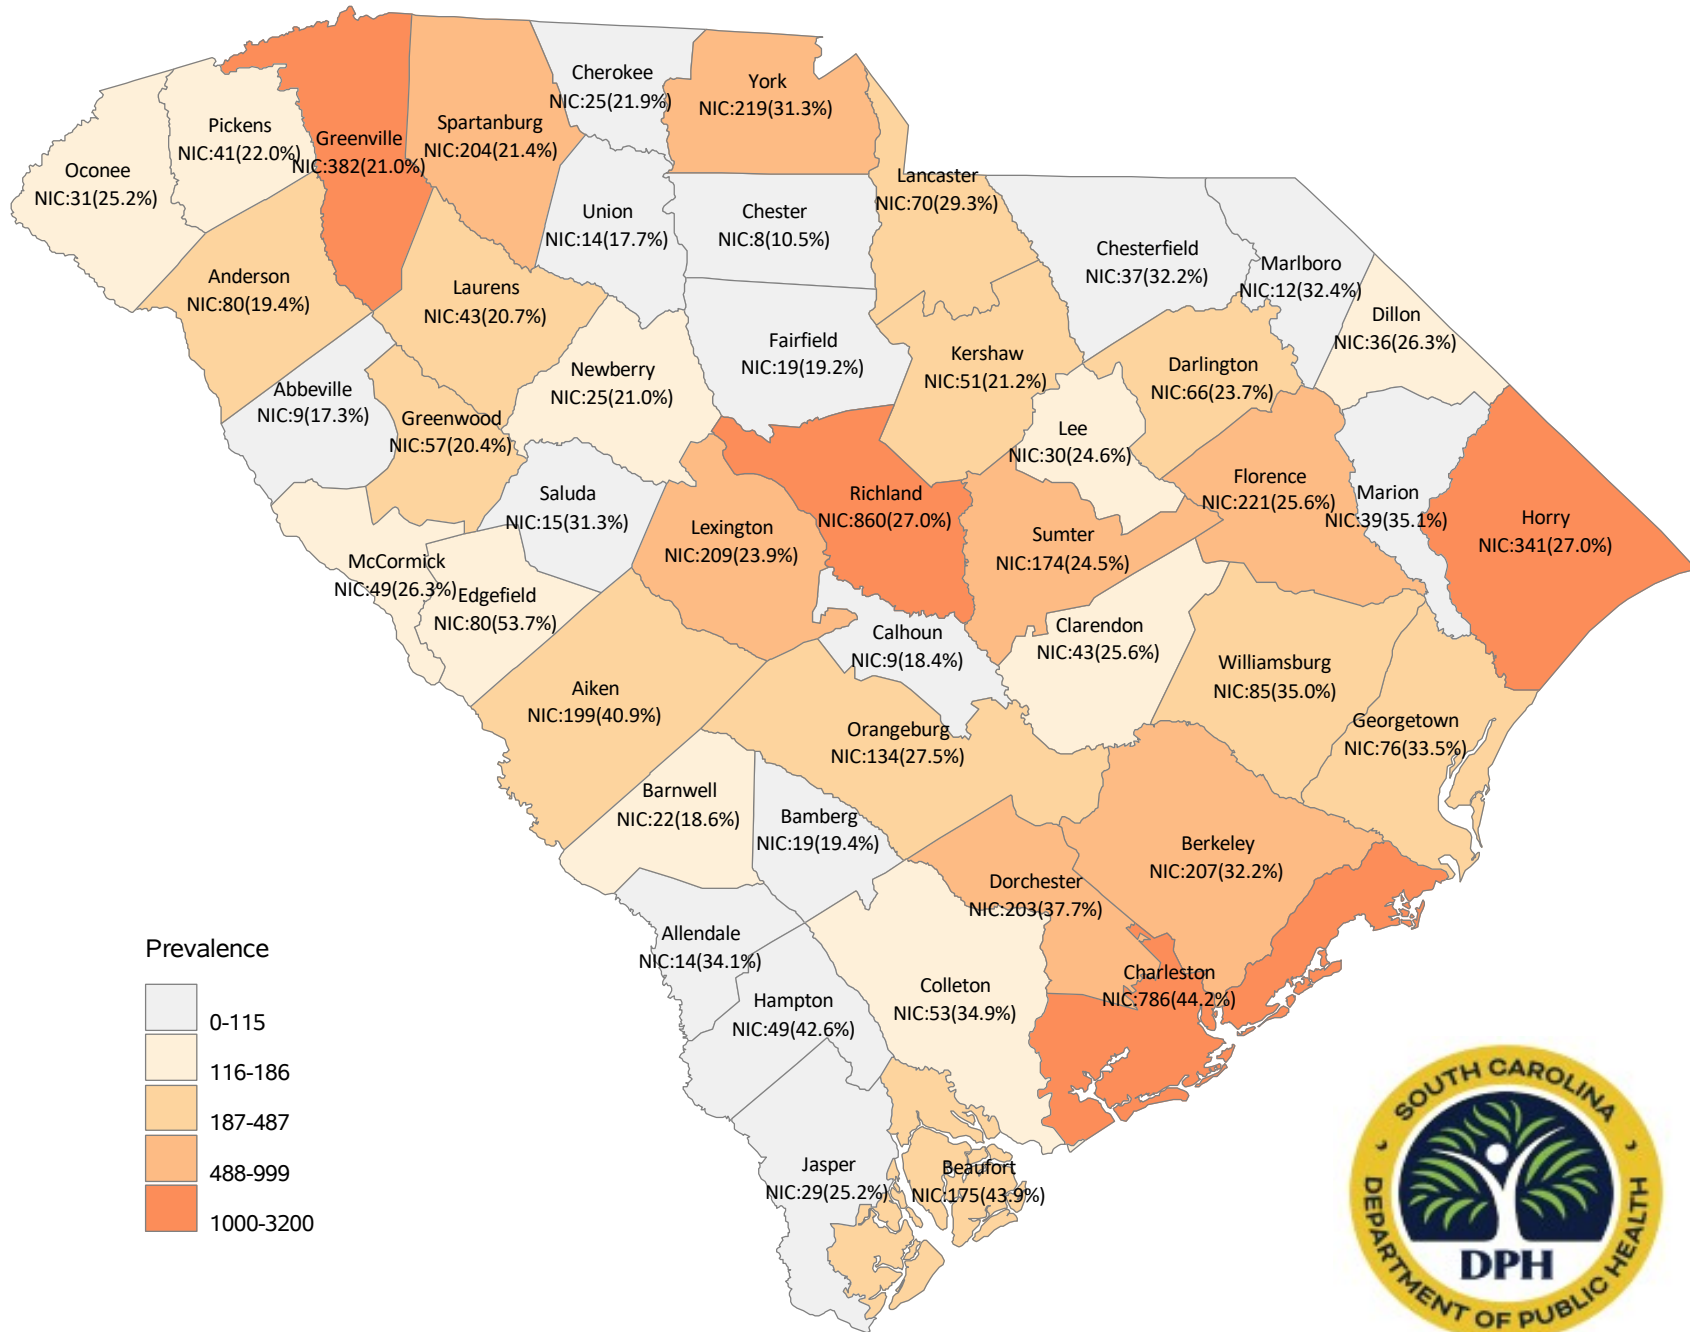 Cherokee
NIC:25(21.9%)
York
NIC:219(31.3%)
Pickens
NIC:41(22.0%)
Greenville
NIC:382(21.0%)
Spartanburg
NIC:204(21.4%)
Oconee
NIC:31(25.2%)
Lancaster
NIC:70(29.3%)
Union
NIC:14(17.7%)
Chester
NIC:8(10.5%)
Chesterfield
NIC:37(32.2%)
Marlboro
NIC:12(32.4%)
Anderson
NIC:80(19.4%)
Laurens
NIC:43(20.7%)
Dillon
NIC:36(26.3%)
Fairfield
NIC:19(19.2%)
Kershaw
NIC:51(21.2%)
Darlington
NIC:66(23.7%)
Newberry
NIC:25(21.0%)
Abbeville
NIC:9(17.3%)
Greenwood
NIC:57(20.4%)
Lee
NIC:30(24.6%)
Florence
NIC:221(25.6%)
Saluda
NIC:15(31.3%)
Richland
NIC:860(27.0%)
Marion
NIC:39(35.1%)
Horry
NIC:341(27.0%)
Lexington
NIC:209(23.9%)
Sumter
NIC:174(24.5%)
McCormick
NIC:49(26.3%)
Edgefield
NIC:80(53.7%)
Calhoun
NIC:9(18.4%)
Clarendon
NIC:43(25.6%)
Williamsburg
NIC:85(35.0%)
Aiken
NIC:199(40.9%)
Orangeburg
NIC:134(27.5%)
Georgetown
NIC:76(33.5%)
Barnwell
NIC:22(18.6%)
Bamberg
NIC:19(19.4%)
Berkeley
NIC:207(32.2%)
Dorchester
NIC:203(37.7%)
Allendale
NIC:14(34.1%)
Charleston
NIC:786(44.2%)
Colleton
NIC:53(34.9%)
Hampton
NIC:49(42.6%)
Jasper
NIC:29(25.2%)
Beaufort
NIC:175(43.9%)
Prevalence
0-115
116-186
187-487
488-999
1000-3200
SOUTH CAROLINA
DPH
DEPARTMENT OF PUBLIC HEALTH